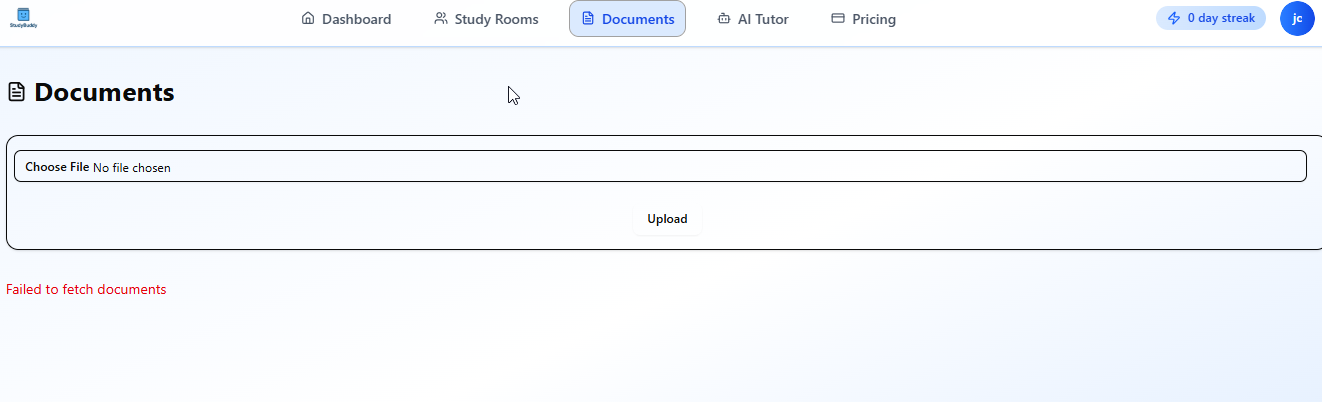 StudyBuddy
Dashboard
Study Rooms
Documents
AI Tutor
Pricing
0 day streak
jc
Documents
Choose File No file chosen
Upload
Failed to fetch documents